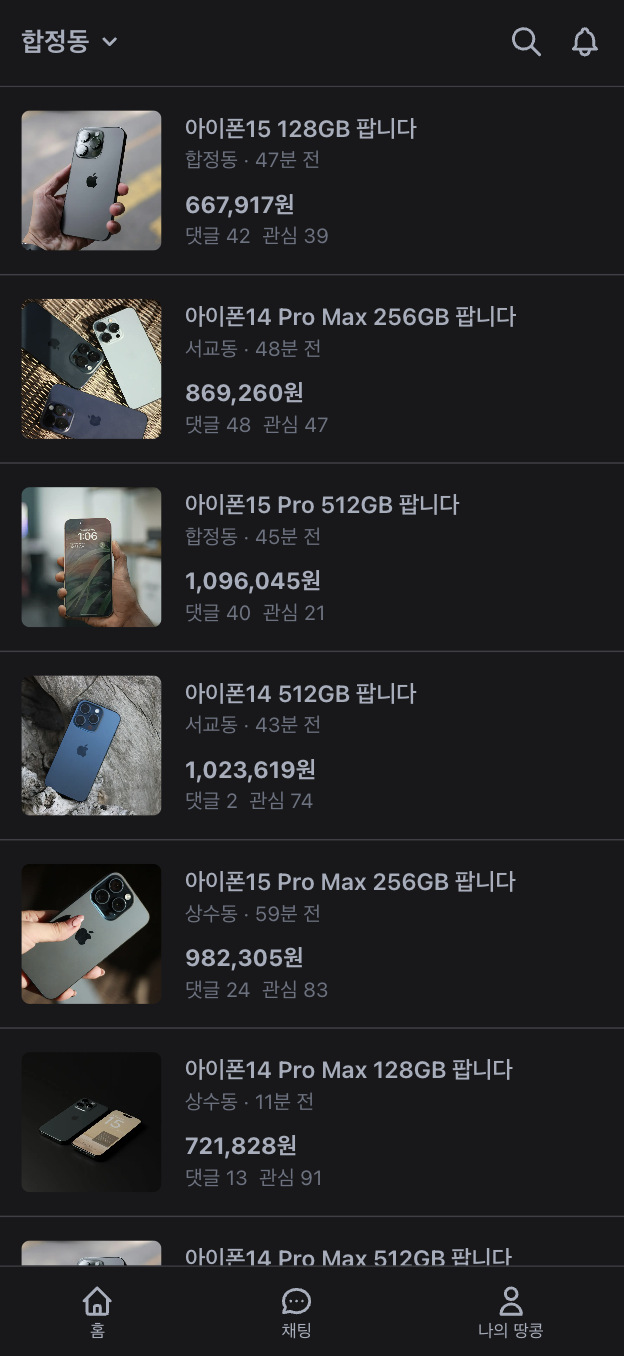 합정동
아이폰15 128GB 팝니다
합정동 · 47분 전
667,917원
댓글 42 관심 39
아이폰14 Pro Max 256GB 팝니다
서교동 · 48분 전
869,260원
댓글 48 관심 47
1:06
아이폰15 Pro 512GB 팝니다
합정동 · 45분 전
1,096,045원
댓글 40 관심 21
아이폰14 512GB 팝니다
서교동 · 43분 전
1,023,619원
댓글 2 관심 74
아이폰15 Pro Max 256GB 팝니다
상수동 · 59분 전
982,305원
댓글 24 관심 83
15
아이폰14 Pro Max 128GB 팝니다
상수동 · 11분 전
721,828원
댓글 13 관심 91
아이폰14 Pro Max 512GB 팝니다
홈 채팅 나의 땅콩